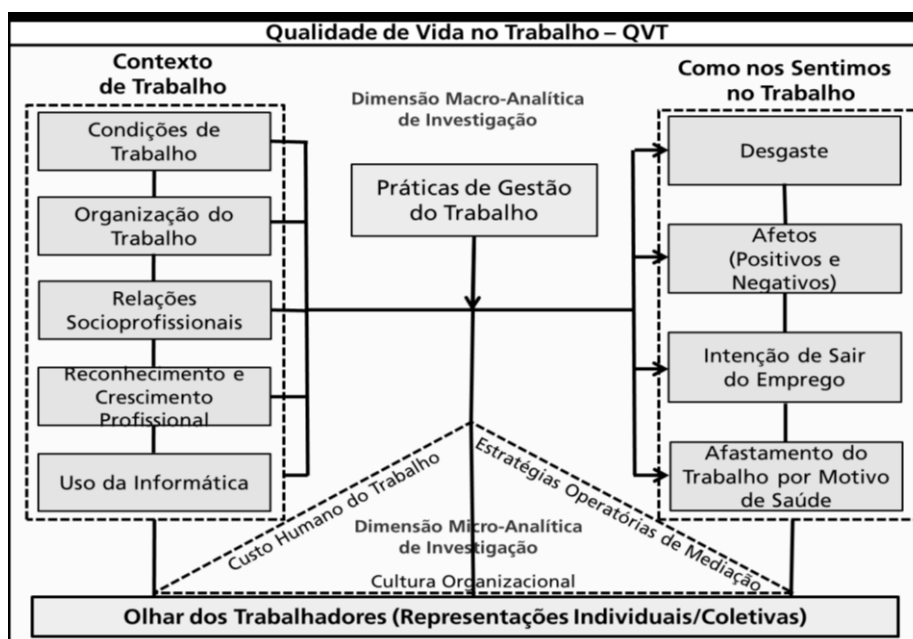 Qualidade de Vida no Trabalho – QVT
Contexto
de Trabalho
Condições de
Trabalho
Organização do
Trabalho
Relações
Socioprofissionais
Reconhecimento e
Crescimento
Profissional
Uso da Informática
Dimensão Macro-Analítica
de Investigação
Práticas de Gestão
do Trabalho
Como nos Sentimos
no Trabalho
Desgaste
Afetos
(Positivos e
Negativos)
Intenção de Sair
do Emprego
Afastamento do
Trabalho por Motivo
de Saúde
Custo Humano do Trabalho
Estratégias Operatórias de Mediação
Dimensão Micro-Analítica
de Investigação
Cultura Organizacional
Olhar dos Trabalhadores (Representações Individuais/Coletivas)